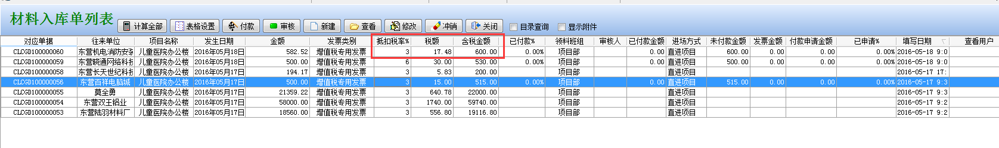 材料入库单列表 计算全部 表格设置 付款 审核 新建 查看 修改 冲销 关闭 目录查询 显示附件
对应单据 往来单位 项目名称 发生日期 金额 发票类别 抵扣税率% 税额 含税金额 已付款% 领料班组 审核人 已付款金额 进场方式 未付款金额 发票金额 付款申请金额 已申请% 填写日期 查看用户
CLCGD100000060 东营机电消防安装 儿童医院办公楼 2016年05月18日 582.52 增值税专用发票 3 17.48 600.00 0.00% 项目部 0.00 直进项目 600.00 0.00 0.00 0.00% 2016-05-18 9:0
CLCGD100000059 东营晓通网络科技 儿童医院办公楼 2016年05月18日 500.00 增值税专用发票 6 30.00 530.00 0.00% 项目部 0.00 直进项目 500.00 0.00 0.00 0.00% 2016-05-18 9:0
CLCGD100000058 东营长天世纪科技 儿童医院办公楼 2016年05月17日 194.17 增值税专用发票 3 5.83 200.00 项目部 直进项目 2016-05-17 17:
CLCGD100000056 东营百祥电脑城 儿童医院办公楼 2016年05月17日 500.00 增值税专用发票 3 15.00 515.00 0.00% 项目部 0.00 直进项目 515.00 0.00 0.00 0.00% 2016-05-17 9:3
CLCGD100000055 莫全勇 儿童医院办公楼 2016年05月17日 21359.22 增值税专用发票 3 640.78 22000.00 项目部 直进项目 2016-05-17 9:3
CLCGD100000054 东营双王铝业 儿童医院办公楼 2016年05月17日 58000.00 增值税专用发票 3 1740.00 59740.00 项目部 直进项目 2016-05-17 9:2
CLCGD100000053 东营陆羽材料厂 儿童医院办公楼 2016年05月17日 18560.00 增值税专用发票 3 556.80 19116.80 项目部 直进项目 2016-05-17 9:2